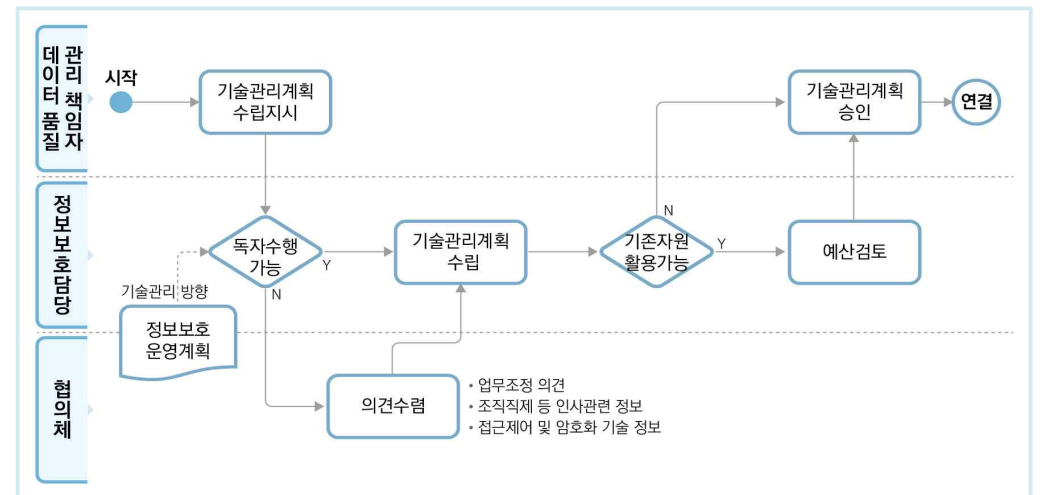 데이터 품질
관리 책임자
시작
기술관리계획
수립지시
기술관리계획
승인
연결
정보보호담당
독자수행
가능
Y
N
기술관리계획
수립
기존자원
활용가능
N
Y
예산검토
기술관리 방향
정보보호
운영계획
협의체
의견수렴
• 업무조정 의견
• 조직직제 등 인사관련 정보
• 접근제어 및 암호화 기술 정보